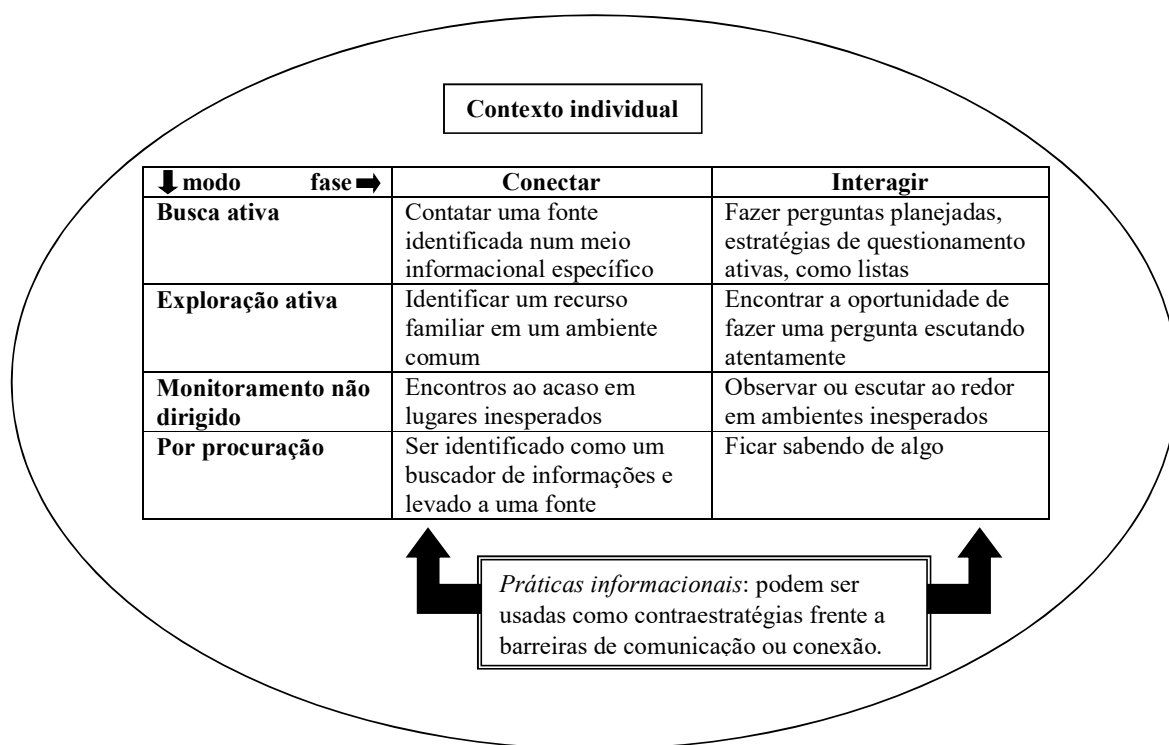 Contexto individual
⬇modo fase➡ Conectar Interagir
Busca ativa
Contatar uma fonte
identificada num meio
informacional específico
Fazer perguntas planejadas,
estratégias de questionamento
ativas, como listas
Exploração ativa
Identificar um recurso
familiar em um ambiente
comum
Encontrar a oportunidade de
fazer uma pergunta escutando
atentamente
Monitoramento não
dirigido
Encontros ao acaso em
lugares inesperados
Observar ou escutar ao redor
em ambientes inesperados
Por procuração
Ser identificado como um
buscador de informações e
levado a uma fonte
Ficar sabendo de algo
Práticas informacionais: podem ser
usadas como contraestratégias frente a
barreiras de comunicação ou conexão.